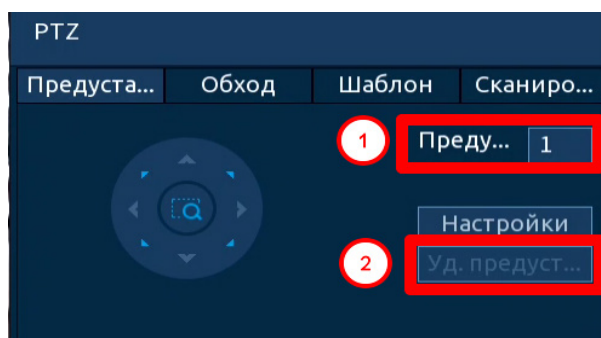 PTZ
Предуста... Обход Шаблон Сканиро...
1 Преду... 1
Настройки
2 Уд. предуст...